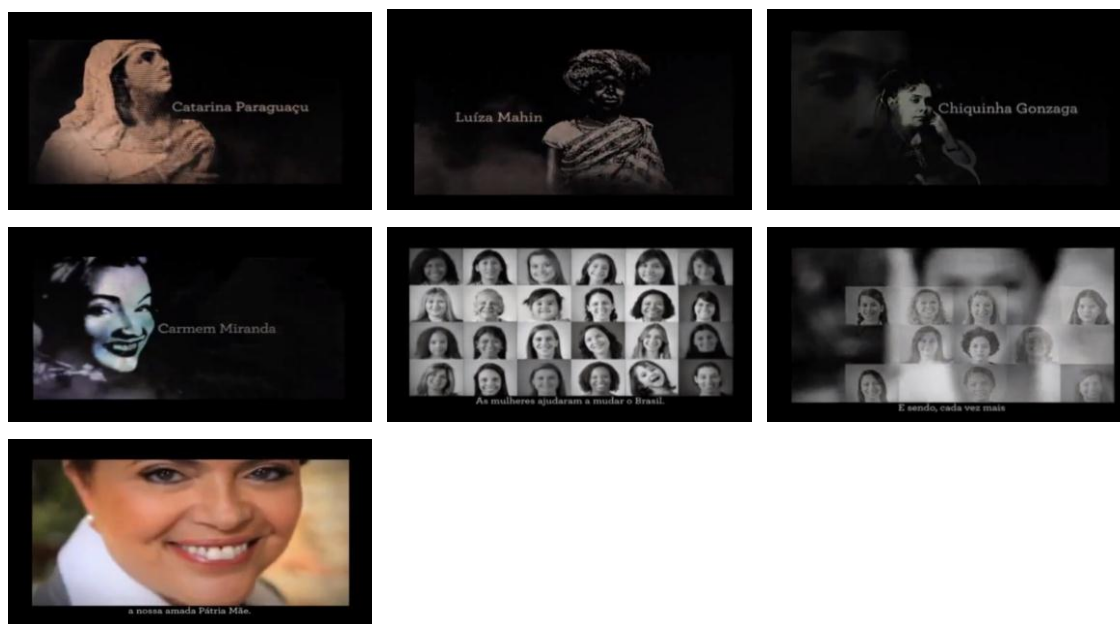 Catarina Paraguaçu
Luíza Mahin
Chiquinha Gonzaga
Carmem Miranda
As mulheres ajudaram a mudar o Brasil.
E sendo, cada vez mais
a nossa amada Pátria Mãe.